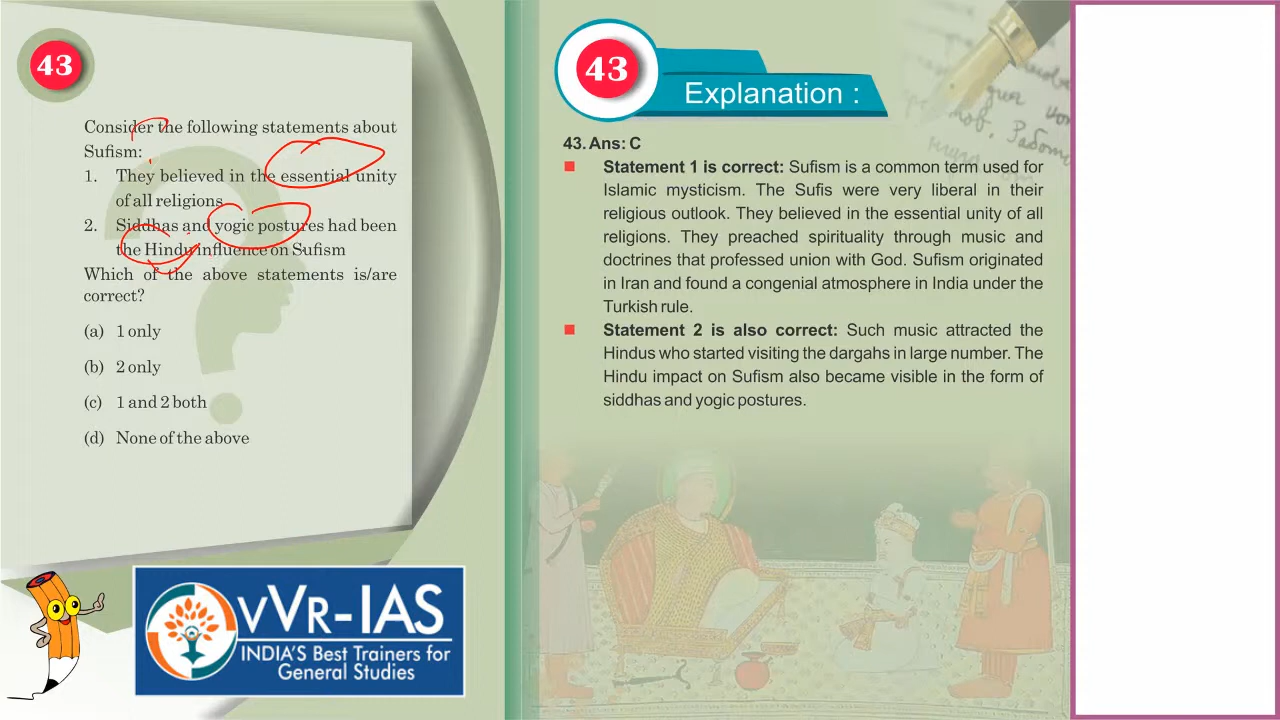 43
Consider the following statements about
Sufism:
1. They believed in the essential unity
of all religions
2. Siddhas and yogic postures had been
the Hindu influence on Sufism
Which of the above statements is/are
correct?
(a) 1 only
(b) 2 only
(c) 1 and 2 both
(d) None of the above
vVr-IAS
INDIA'S Best Trainers for
General Studies
43
Explanation :
43. Ans: C
Statement 1 is correct: Sufism is a common term used for
Islamic mysticism. The Sufis were very liberal in their
religious outlook. They believed in the essential unity of all
religions. They preached spirituality through music and
doctrines that professed union with God. Sufism originated
in Iran and found a congenial atmosphere in India under the
Turkish rule.
Statement 2 is also correct: Such music attracted the
Hindus who started visiting the dargahs in large number. The
Hindu impact on Sufism also became visible in the form of
siddhas and yogic postures.